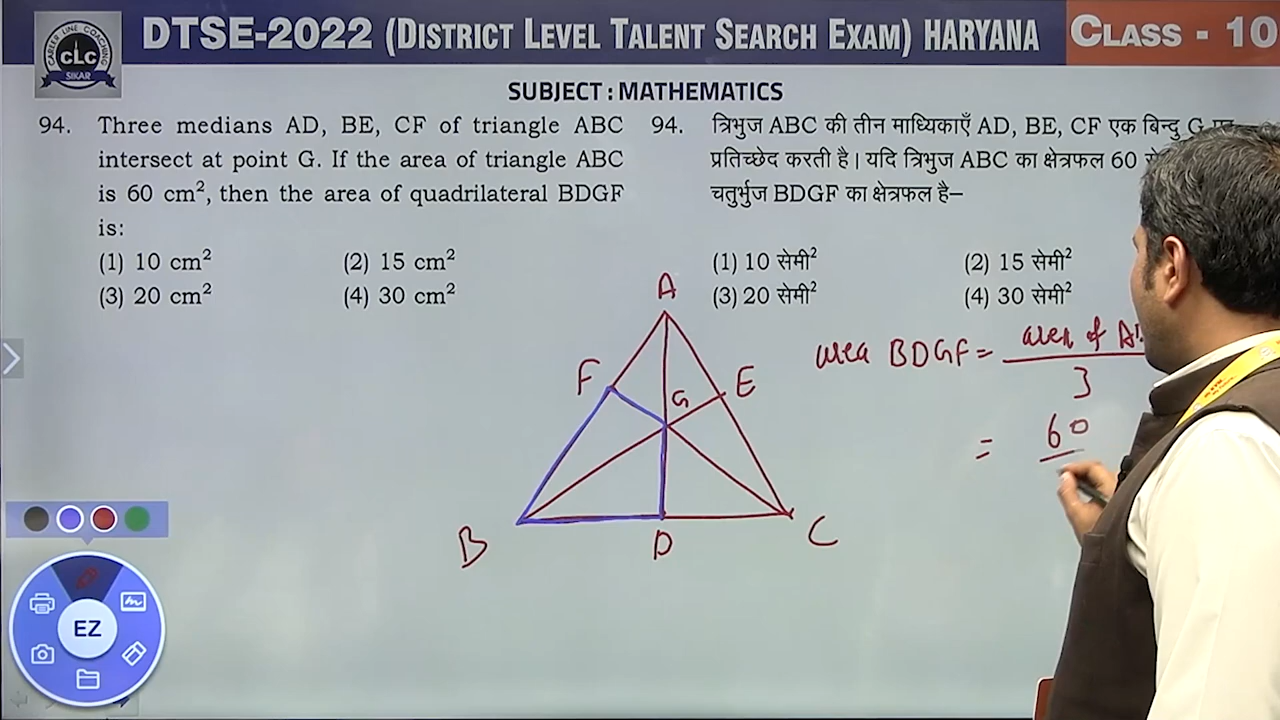 CAREER LINE COACHING
CLC
SIKAR
DTSE-2022 (DISTRICT LEVEL TALENT SEARCH EXAM) HARYANA
CLASS - 10
SUBJECT : MATHEMATICS
94. Three medians AD, BE, CF of triangle ABC
intersect at point G. If the area of triangle ABC
is 60 cm², then the area of quadrilateral BDGF
is:
(1) 10 cm² (2) 15 cm²
(3) 20 cm² (4) 30 cm²
94. त्रिभुज ABC की तीन माध्यिकाएँ AD, BE, CF एक बिन्दु G
प्रतिच्छेद करती है। यदि त्रिभुज ABC का क्षेत्रफल 60
चतुर्भुज BDGF का क्षेत्रफल है–
(1) 10 सेमी² (2) 15 सेमी²
(3) 20 सेमी² (4) 30 सेमी²
A
F
E
G
B
D
C
area BDGF = area of
3
= 60
EZ